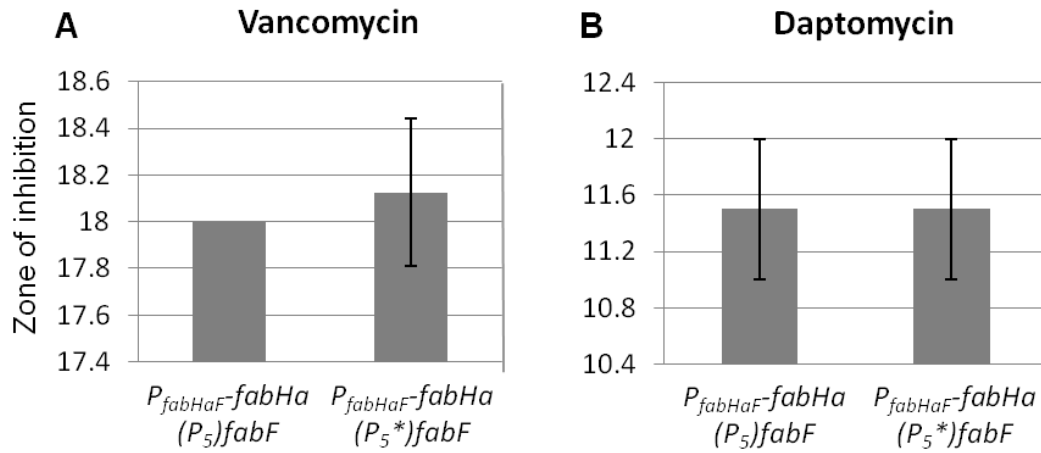 A Vancomycin
Zone of inhibition
18.6
18.4
18.2
18
17.8
17.6
17.4
PfabHaF-fabHa
(P5)fabF
PfabHaF-fabHa
(P5*)fabF
B Daptomycin
12.4
12
11.6
11.2
10.8
10.4
PfabHaF-fabHa
(P5)fabF
PfabHaF-fabHa
(P5*)fabF